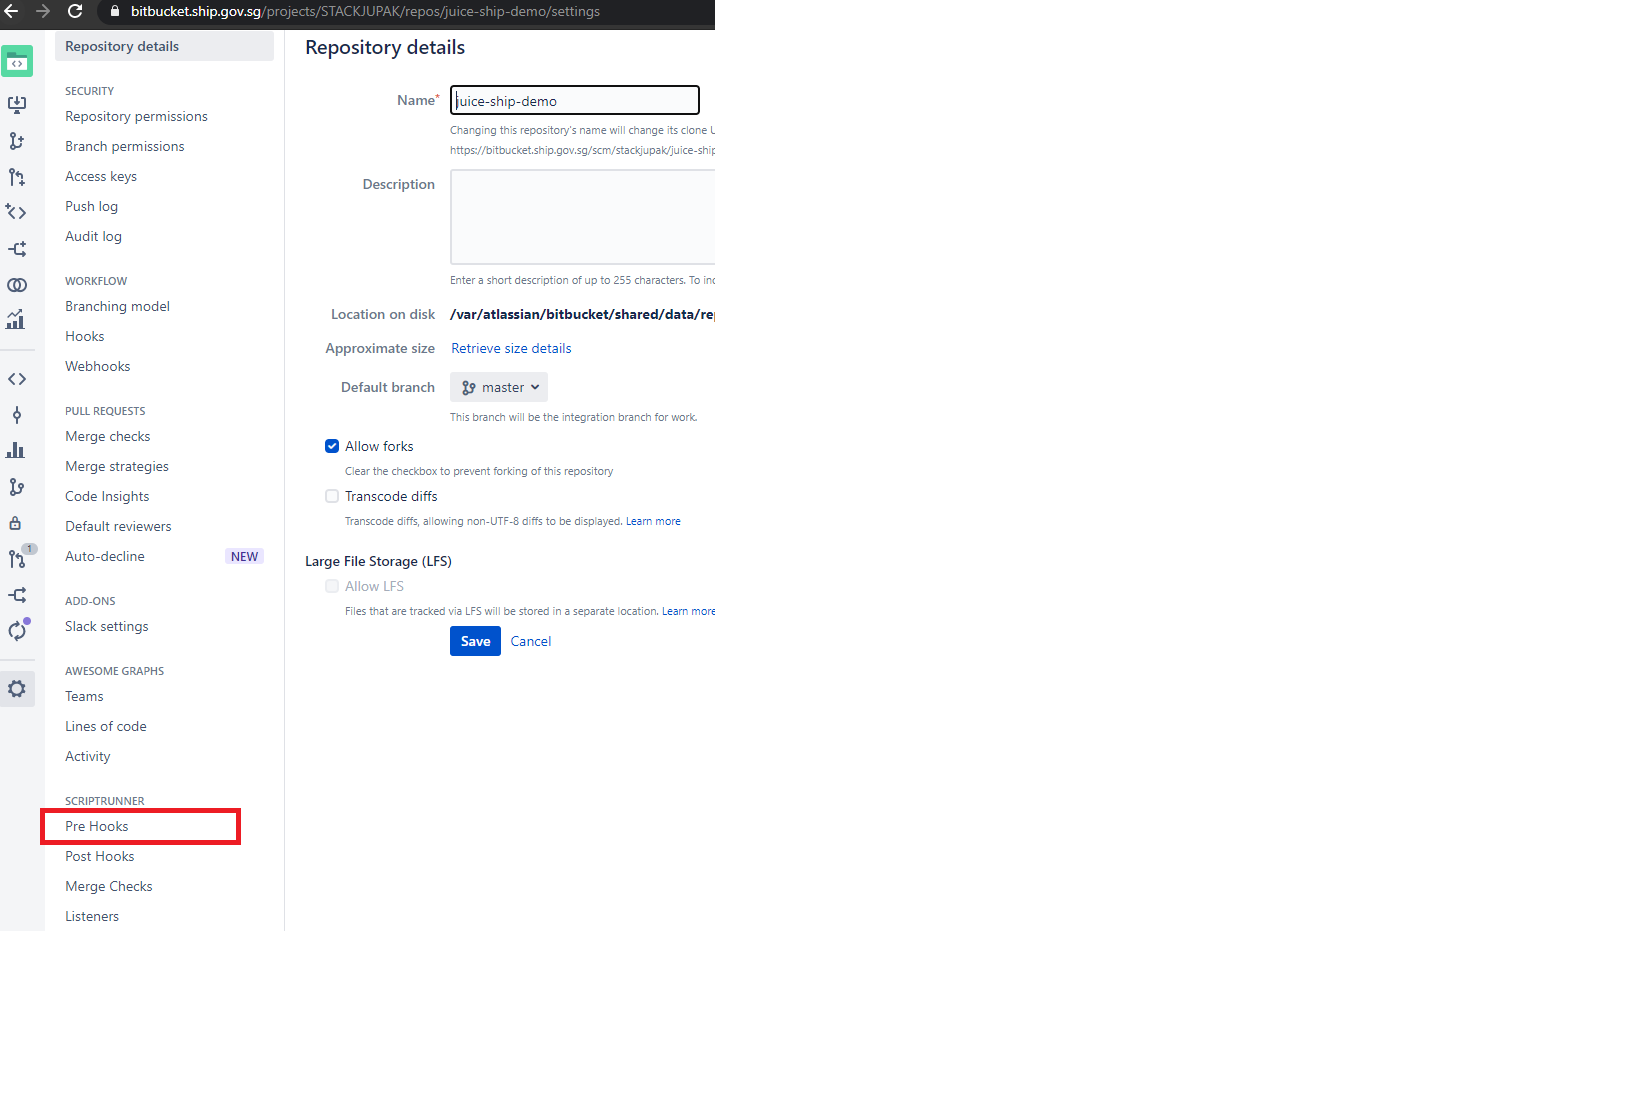 bitbucket.ship.gov.sg/projects/STACKJUPAK/repos/juice-ship-demo/settings
Repository details
SECURITY
Repository permissions
Branch permissions
Access keys
Push log
Audit log
WORKFLOW
Branching model
Hooks
Webhooks
PULL REQUESTS
Merge checks
Merge strategies
Code Insights
Default reviewers
Auto-decline NEW
ADD-ONS
Slack settings
AWESOME GRAPHS
Teams
Lines of code
Activity
SCRIPTRUNNER
Pre Hooks
Post Hooks
Merge Checks
Listeners
1
Repository details
Name* juice-ship-demo
Changing this repository's name will change its clone U
https://bitbucket.ship.gov.sg/scm/stackjupak/juice-ship
Description
Enter a short description of up to 255 characters. To inc
Location on disk /var/atlassian/bitbucket/shared/data/rep
Approximate size Retrieve size details
Default branch master
This branch will be the integration branch for work.
Allow forks
Clear the checkbox to prevent forking of this repository
Transcode diffs
Transcode diffs, allowing non-UTF-8 diffs to be displayed. Learn more
Large File Storage (LFS)
Allow LFS
Files that are tracked via LFS will be stored in a separate location. Learn more
Save Cancel